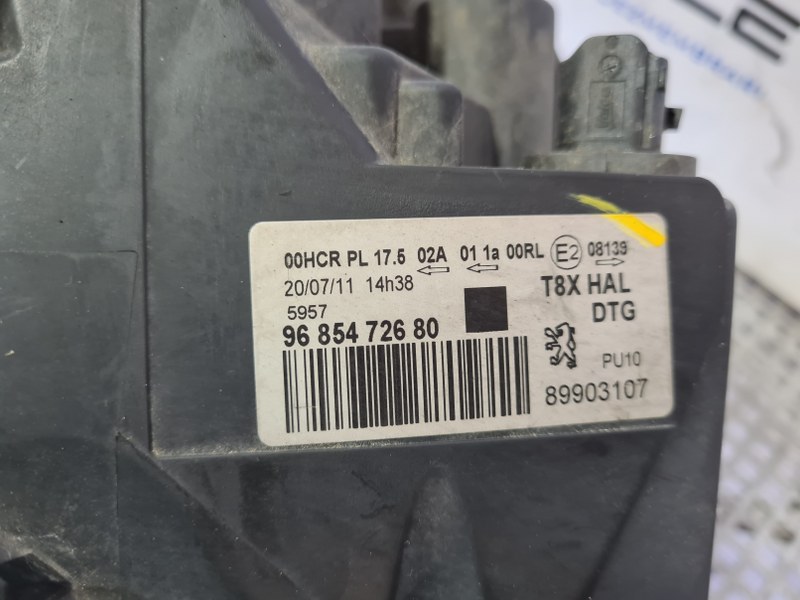 00HCR PL 17.5 02A 01 1a 00RL E2 08139
20/07/11 14h38
T8X HAL
5957
DTG
96 854 726 80
PU10
89903107